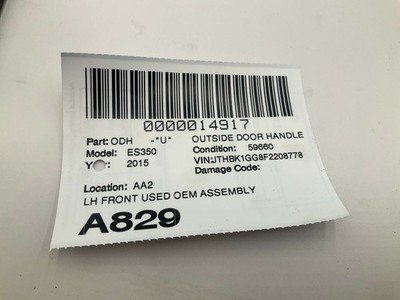 0000014917
Part: ODH -*U* OUTSIDE DOOR HANDLE
Model: ES350 Condition: 59660
2015 VIN:JTHBK1GG8F2208778
Damage Code:
Location: AA2
LH FRONT USED OEM ASSEMBLY
A829